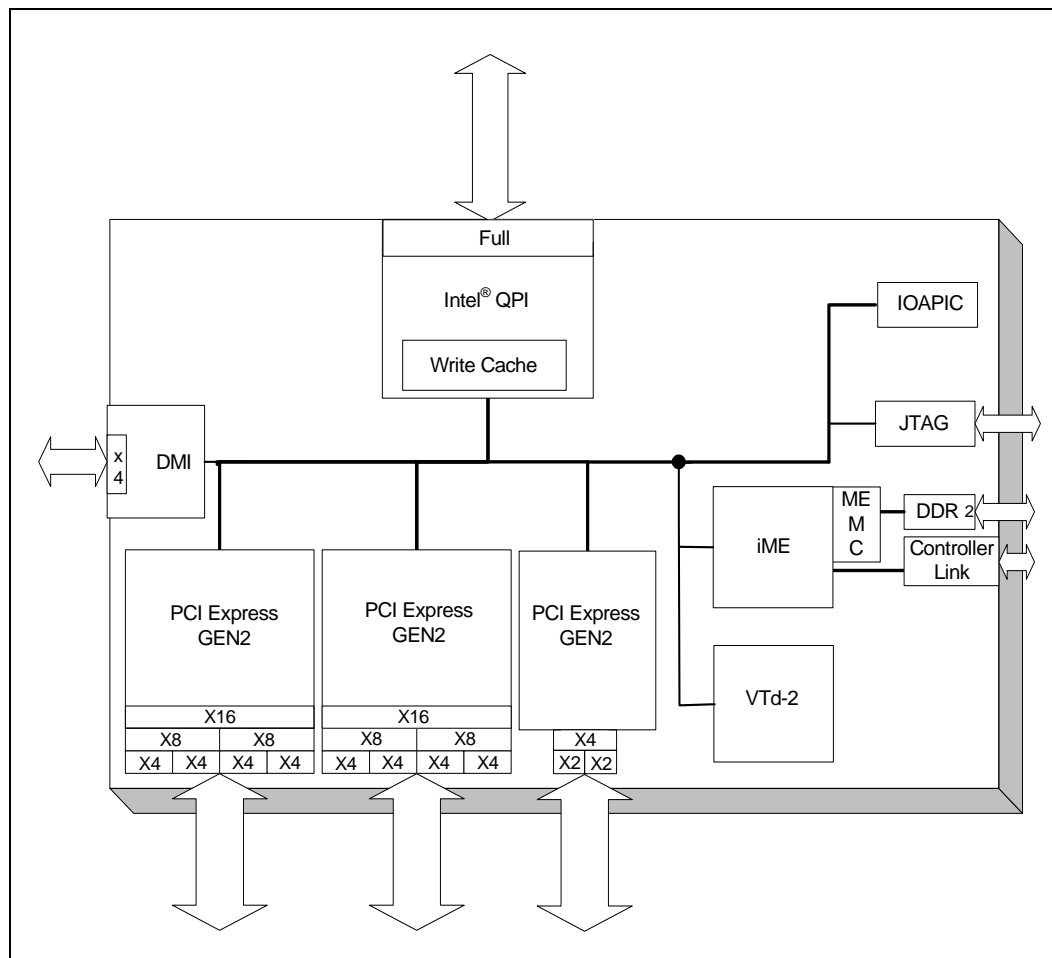 Full
Intel® QPI
Write Cache
IOAPIC
JTAG
DMI
x
4
ME
M
C
DDR 2
iME
Controller
Link
PCI Express
GEN2
PCI Express
GEN2
PCI Express
GEN2
VTd-2
X16
X16
X8 X8
X8 X8
X4
X4 X4 X4 X4
X4 X4 X4 X4
X2 X2